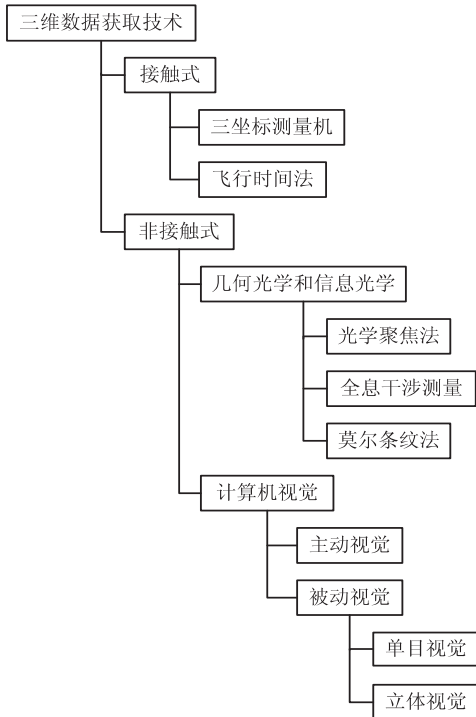 三维数据获取技术
接触式
三坐标测量机
飞行时间法
非接触式
几何光学和信息光学
光学聚焦法
全息干涉测量
莫尔条纹法
计算机视觉
主动视觉
被动视觉
单目视觉
立体视觉